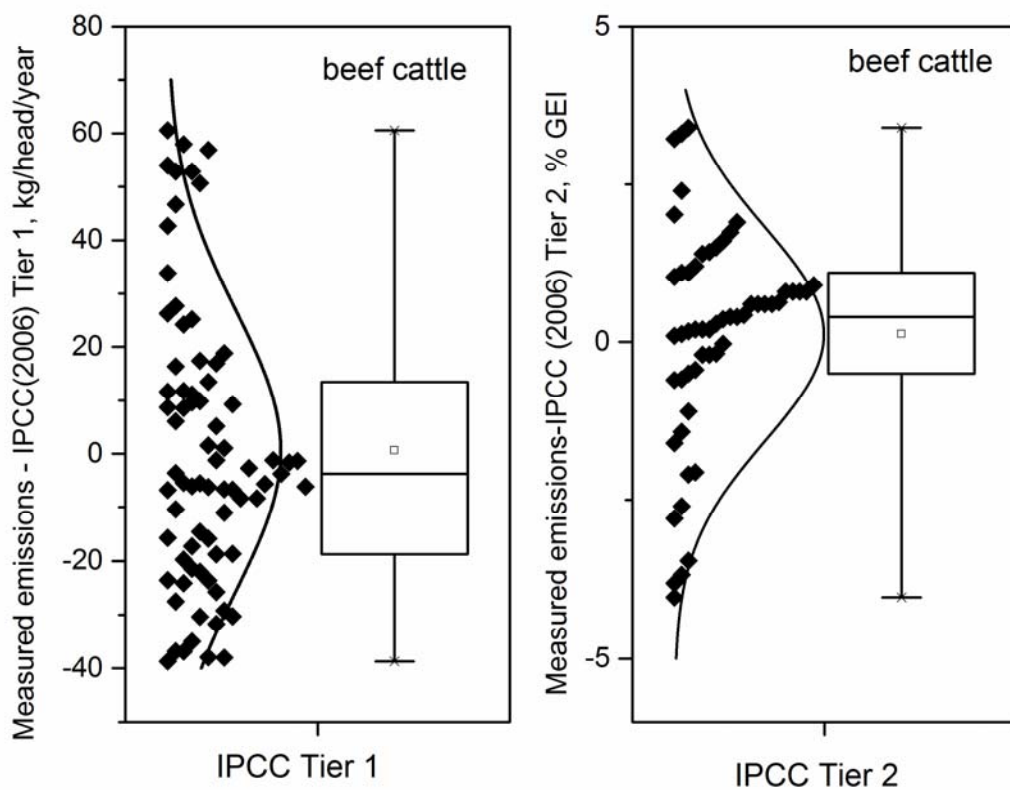 Measured emissions - IPCC(2006) Tier 1, kg/head/year
80
60
40
20
0
-20
-40
beef cattle
IPCC Tier 1
Measured emissions-IPCC (2006) Tier 2, % GEI
5
0
-5
beef cattle
IPCC Tier 2